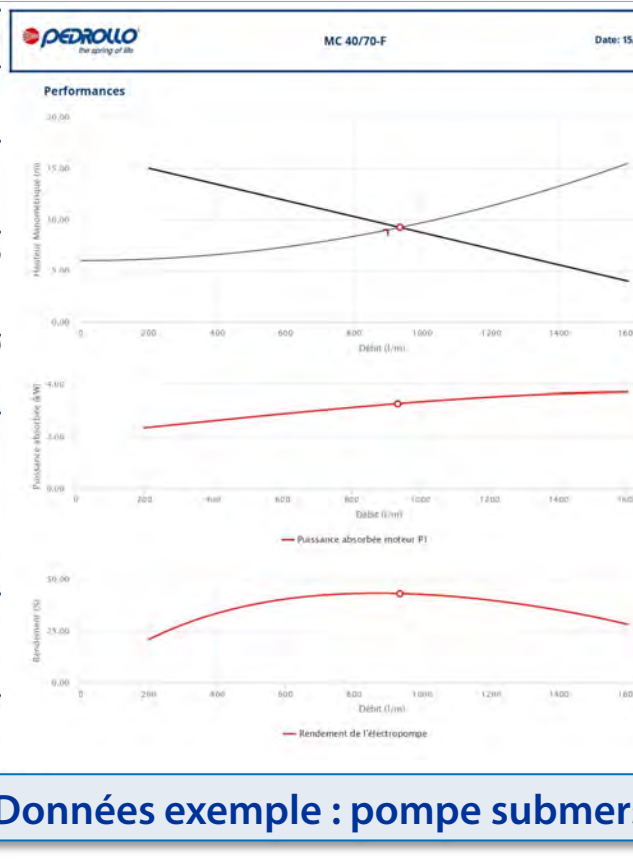 PEDROLLO
the spring of life
MC 40/70-F
Date: 15/
Performances
20,00
15,00
10,00
5,00
0,00
Hauteur Manométrique (m)
0
200
400
600
800
1000
1200
1400
1600
Débit (l/m)
4,00
2,00
0,00
Puissance absorbée (kW)
0
200
400
600
800
1000
1200
1400
1600
Débit (l/m)
Puissance absorbée moteur P1
50,00
25,00
0,00
Rendement (%)
0
200
400
600
800
1000
1200
1400
1600
Débit (l/m)
Rendement de l'électropompe
Données exemple : pompe submer